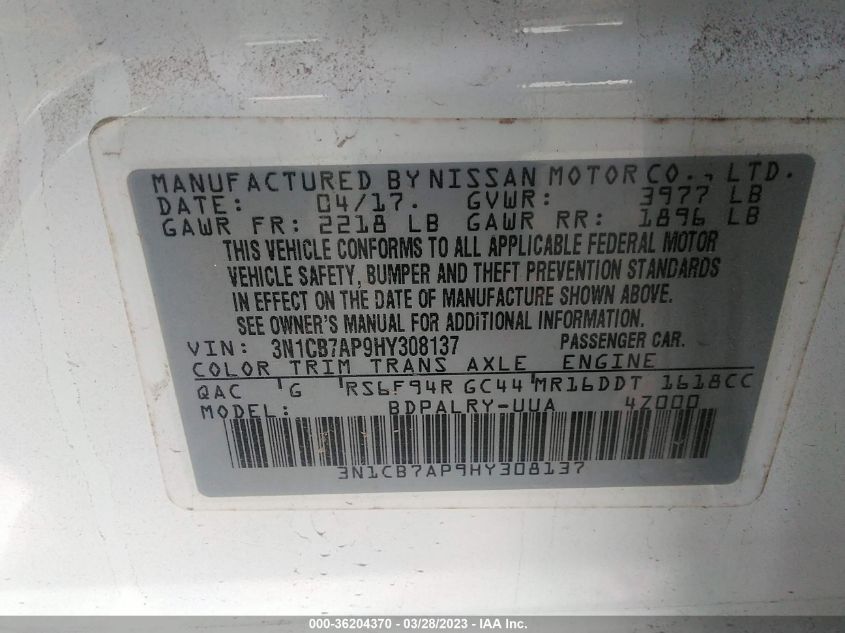 MANUFACTURED BY NISSAN MOTOR CO., LTD.
DATE: 04/17. GVWR: 3977 LB
GAWR FR: 2218 LB GAWR RR: 1896 LB
THIS VEHICLE CONFORMS TO ALL APPLICABLE FEDERAL MOTOR
VEHICLE SAFETY, BUMPER AND THEFT PREVENTION STANDARDS
IN EFFECT ON THE DATE OF MANUFACTURE SHOWN ABOVE.
SEE OWNER'S MANUAL FOR ADDITIONAL INFORMATION.
VIN: 3N1CB7AP9HY308137 PASSENGER CAR.
COLOR TRIM TRANS AXLE ENGINE
QAC G RS6F94R GC44 MR16DDT 1618CC
MODEL: BDPALRY-UUA 4Z000
3N1CB7AP9HY308137
000-36204370 - 03/28/2023 - IAA Inc.